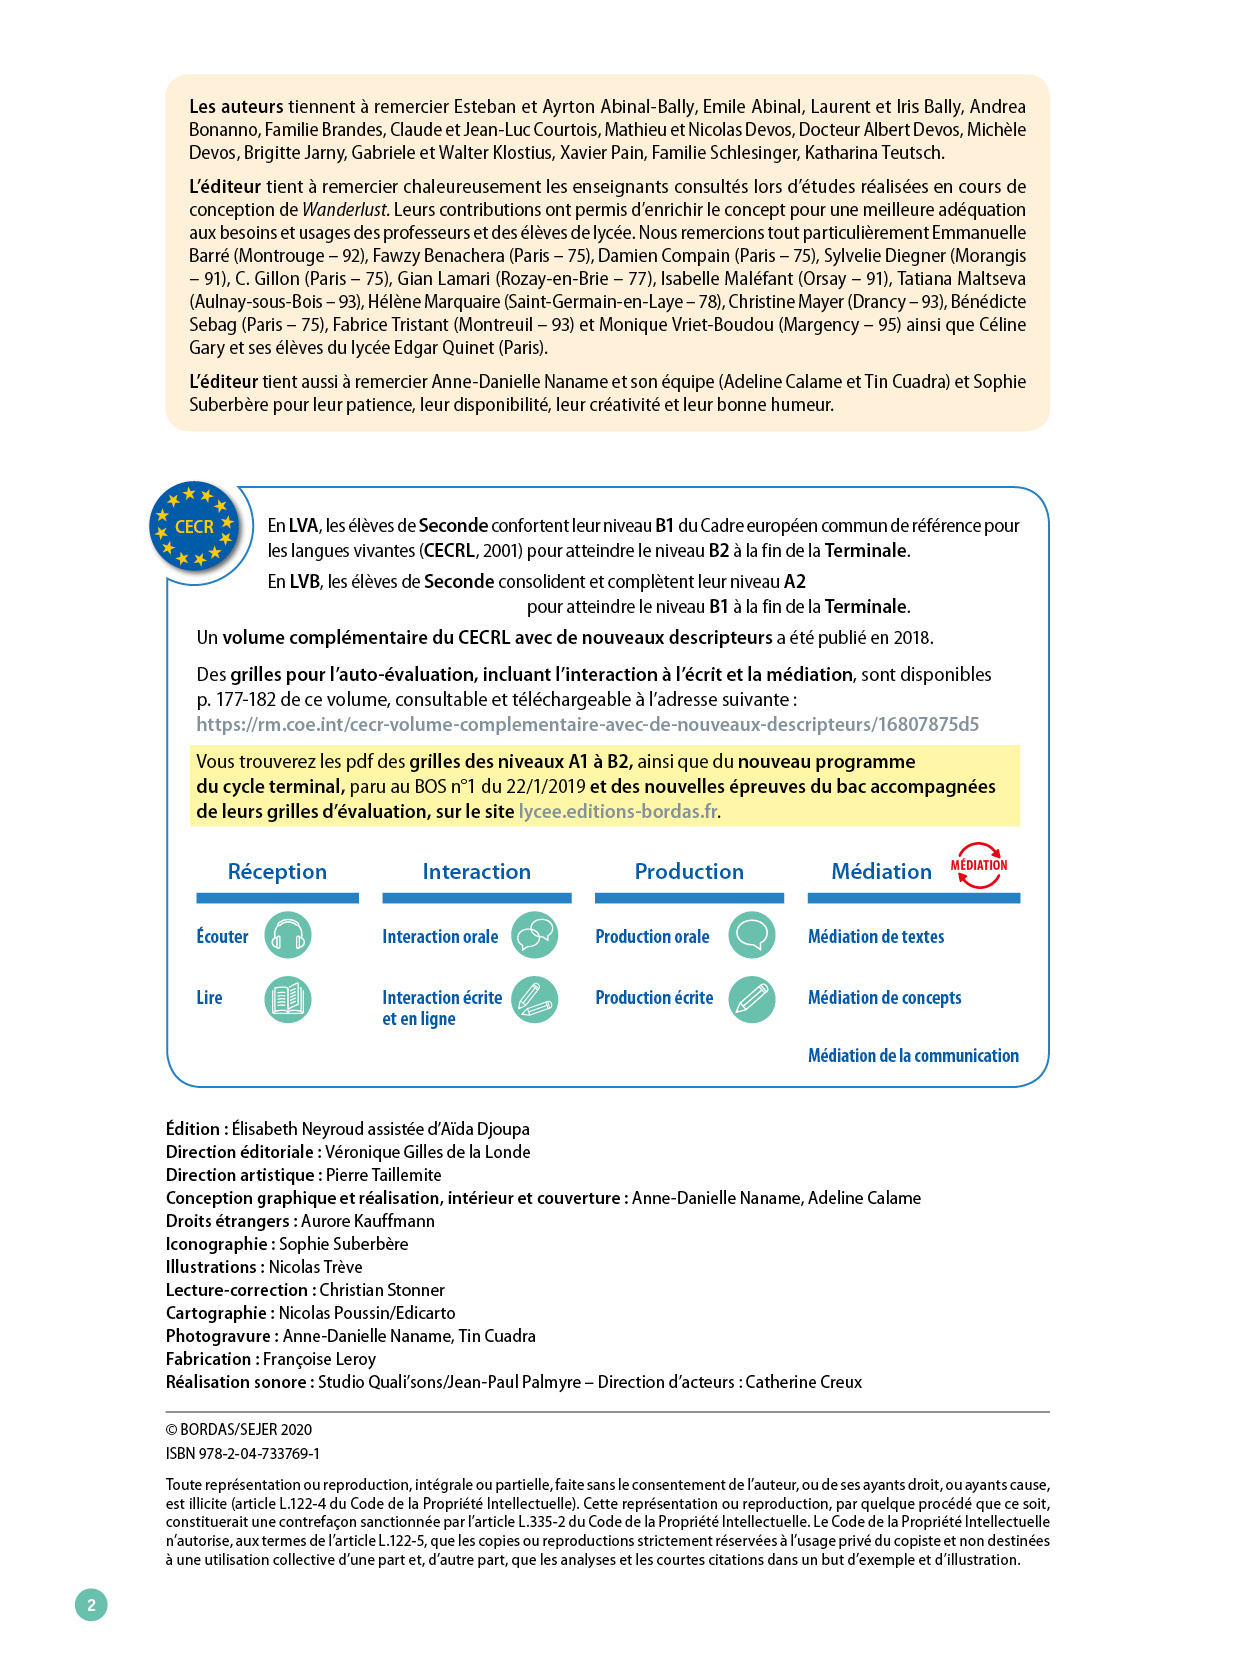 Les auteurs tiennent à remercier Esteban et Ayrton Abinal-Bally, Emile Abinal, Laurent et Iris Bally, Andrea
Bonanno, Familie Brandes, Claude et Jean-Luc Courtois, Mathieu et Nicolas Devos, Docteur Albert Devos, Michèle
Devos, Brigitte Jarny, Gabriele et Walter Klostius, Xavier Pain, Familie Schlesinger, Katharina Teutsch.
L’éditeur tient à remercier chaleureusement les enseignants consultés lors d’études réalisées en cours de
conception de Wanderlust. Leurs contributions ont permis d’enrichir le concept pour une meilleure adéquation
aux besoins et usages des professeurs et des élèves de lycée. Nous remercions tout particulièrement Emmanuelle
Barré (Montrouge – 92), Fawzy Benachera (Paris – 75), Damien Compain (Paris – 75), Sylvelie Diegner (Morangis
– 91), C. Gillon (Paris – 75), Gian Lamari (Rozay-en-Brie – 77), Isabelle Maléfant (Orsay – 91), Tatiana Maltseva
(Aulnay-sous-Bois – 93), Hélène Marquaire (Saint-Germain-en-Laye – 78), Christine Mayer (Drancy – 93), Bénédicte
Sebag (Paris – 75), Fabrice Tristant (Montreuil – 93) et Monique Vriet-Boudou (Margency – 95) ainsi que Céline
Gary et ses élèves du lycée Edgar Quinet (Paris).
L’éditeur tient aussi à remercier Anne-Danielle Naname et son équipe (Adeline Calame et Tin Cuadra) et Sophie
Suberbère pour leur patience, leur disponibilité, leur créativité et leur bonne humeur.
CECR
En LVA, les élèves de Seconde confortent leur niveau B1 du Cadre européen commun de référence pour
les langues vivantes (CECRL, 2001) pour atteindre le niveau B2 à la fin de la Terminale.
En LVB, les élèves de Seconde consolident et complètent leur niveau A2
pour atteindre le niveau B1 à la fin de la Terminale.
Un volume complémentaire du CECRL avec de nouveaux descripteurs a été publié en 2018.
Des grilles pour l’auto-évaluation, incluant l’interaction à l’écrit et la médiation, sont disponibles
p. 177-182 de ce volume, consultable et téléchargeable à l’adresse suivante :
https://rm.coe.int/cecr-volume-complementaire-avec-de-nouveaux-descripteurs/16807875d5
Vous trouverez les pdf des grilles des niveaux A1 à B2, ainsi que du nouveau programme
du cycle terminal, paru au BOS n°1 du 22/1/2019 et des nouvelles épreuves du bac accompagnées
de leurs grilles d’évaluation, sur le site lycee.editions-bordas.fr.
Réception
Écouter
Lire
Interaction
Interaction orale
Interaction écrite
et en ligne
Production
Production orale
Production écrite
Médiation
MÉDIATION
Médiation de textes
Médiation de concepts
Médiation de la communication
Édition : Élisabeth Neyroud assistée d’Aïda Djoupa
Direction éditoriale : Véronique Gilles de la Londe
Direction artistique : Pierre Taillemite
Conception graphique et réalisation, intérieur et couverture : Anne-Danielle Naname, Adeline Calame
Droits étrangers : Aurore Kauffmann
Iconographie : Sophie Suberbère
Illustrations : Nicolas Trève
Lecture-correction : Christian Stonner
Cartographie : Nicolas Poussin/Edicarto
Photogravure : Anne-Danielle Naname, Tin Cuadra
Fabrication : Françoise Leroy
Réalisation sonore : Studio Quali’sons/Jean-Paul Palmyre – Direction d’acteurs : Catherine Creux
© BORDAS/SEJER 2020
ISBN 978-2-04-733769-1
Toute représentation ou reproduction, intégrale ou partielle, faite sans le consentement de l’auteur, ou de ses ayants droit, ou ayants cause,
est illicite (article L.122-4 du Code de la Propriété Intellectuelle). Cette représentation ou reproduction, par quelque procédé que ce soit,
constituerait une contrefaçon sanctionnée par l’article L.335-2 du Code de la Propriété Intellectuelle. Le Code de la Propriété Intellectuelle
n’autorise, aux termes de l’article L.122-5, que les copies ou reproductions strictement réservées à l’usage privé du copiste et non destinées
à une utilisation collective d’une part et, d’autre part, que les analyses et les courtes citations dans un but d’exemple et d’illustration.
2